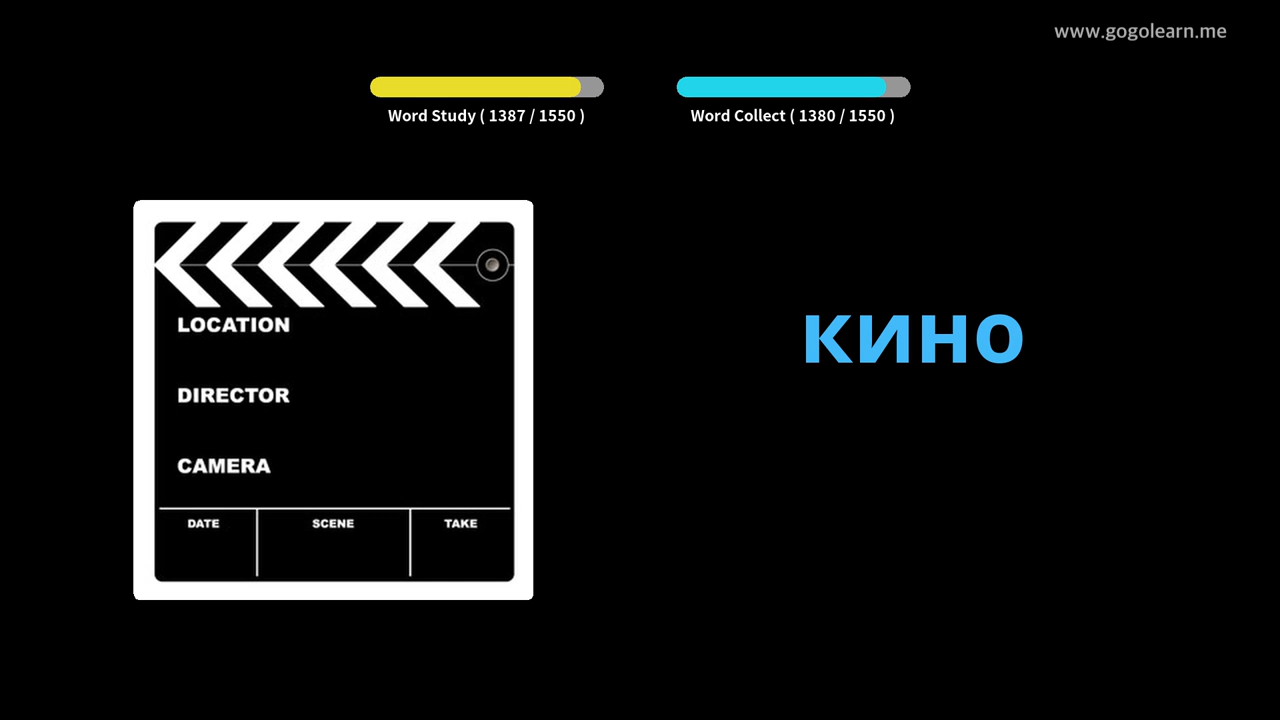 www.gogolearn.me
Word Study ( 1387 / 1550 )
Word Collect ( 1380 / 1550 )
LOCATION
DIRECTOR
CAMERA
DATE
SCENE
TAKE
кино